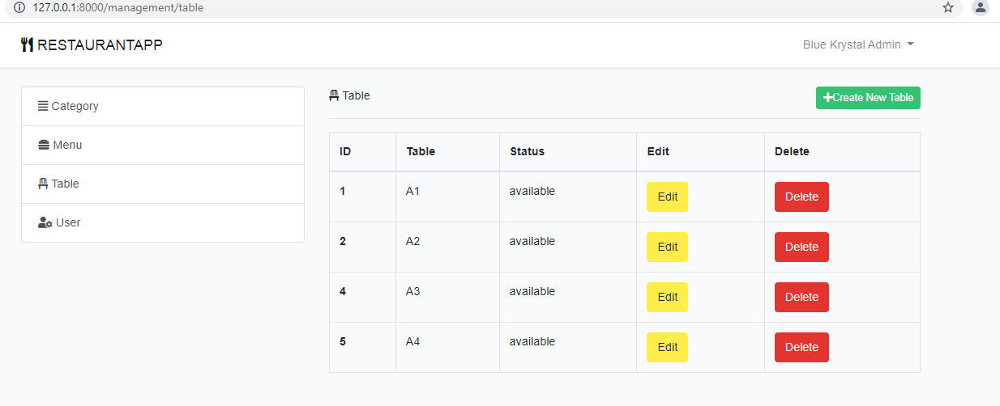 127.0.0.1:8000/management/table
RESTAURANTAPP
Blue Krystal Admin
Category
Menu
Table
User
Table
+Create New Table
ID Table Status Edit Delete
1 A1 available Edit Delete
2 A2 available Edit Delete
4 A3 available Edit Delete
5 A4 available Edit Delete